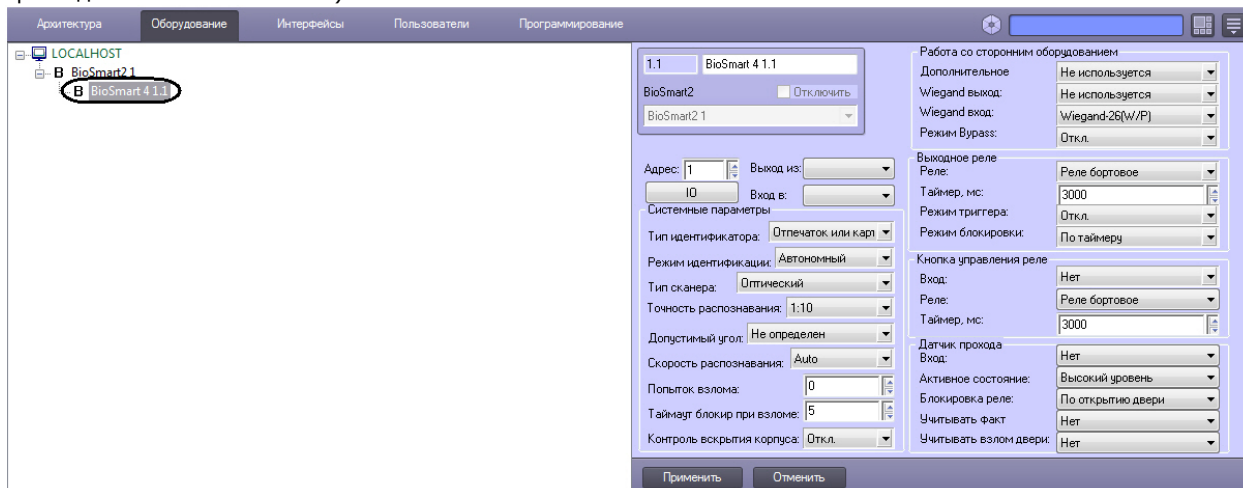 Архитектура Оборудование Интерфейсы Пользователи Программирование
LOCALHOST
B BioSmart2 1
B BioSmart 4 1.1
1.1 BioSmart 4 1.1
BioSmart2 Отключить
BioSmart2 1
Адрес: 1 Выход из:
IO Вход в:
Системные параметры
Тип идентификатора: Отпечаток или карт
Режим идентификации: Автономный
Тип сканера: Оптический
Точность распознавания: 1:10
Допустимый угол: Не определен
Скорость распознавания: Auto
Попыток взлома: 0
Таймаут блокир при взломе: 5
Контроль вскрытия корпуса: Откл.
Работа со сторонним оборудованием
Дополнительное Не используется
Wiegand выход: Не используется
Wiegand вход: Wiegand-26(W/P)
Режим Bypass: Откл.
Выходное реле
Реле: Реле бортовое
Таймер, мс: 3000
Режим триггера: Откл.
Режим блокировки: По таймеру
Кнопка управления реле
Вход: Нет
Реле: Реле бортовое
Таймер, мс: 3000
Датчик прохода
Вход: Нет
Активное состояние: Высокий уровень
Блокировка реле: По открытию двери
Учитывать факт Нет
Учитывать взлом двери: Нет
Применить Отменить